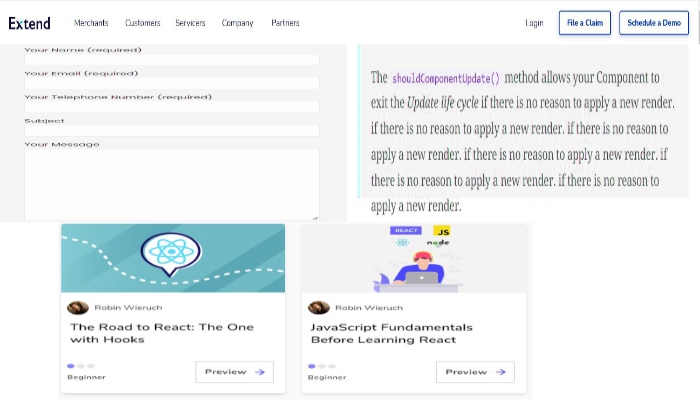 Extend
Merchants Customers Servicers Company Partners Login File a Claim Schedule a Demo
Your Name (required)
Your Email (required)
Your Telephone Number (required)
Subject
Your Message
The shouldComponentUpdate() method allows your Component to
exit the Update life cycle if there is no reason to apply a new render.
if there is no reason to apply a new render. if there is no reason to
apply a new render. if there is no reason to apply a new render. if
there is no reason to apply a new render. if there is no reason to
apply a new render.
Robin Wieruch
The Road to React: The One
with Hooks
Beginner
Preview
REACT JS
node
Robin Wieruch
JavaScript Fundamentals
Before Learning React
Beginner
Preview